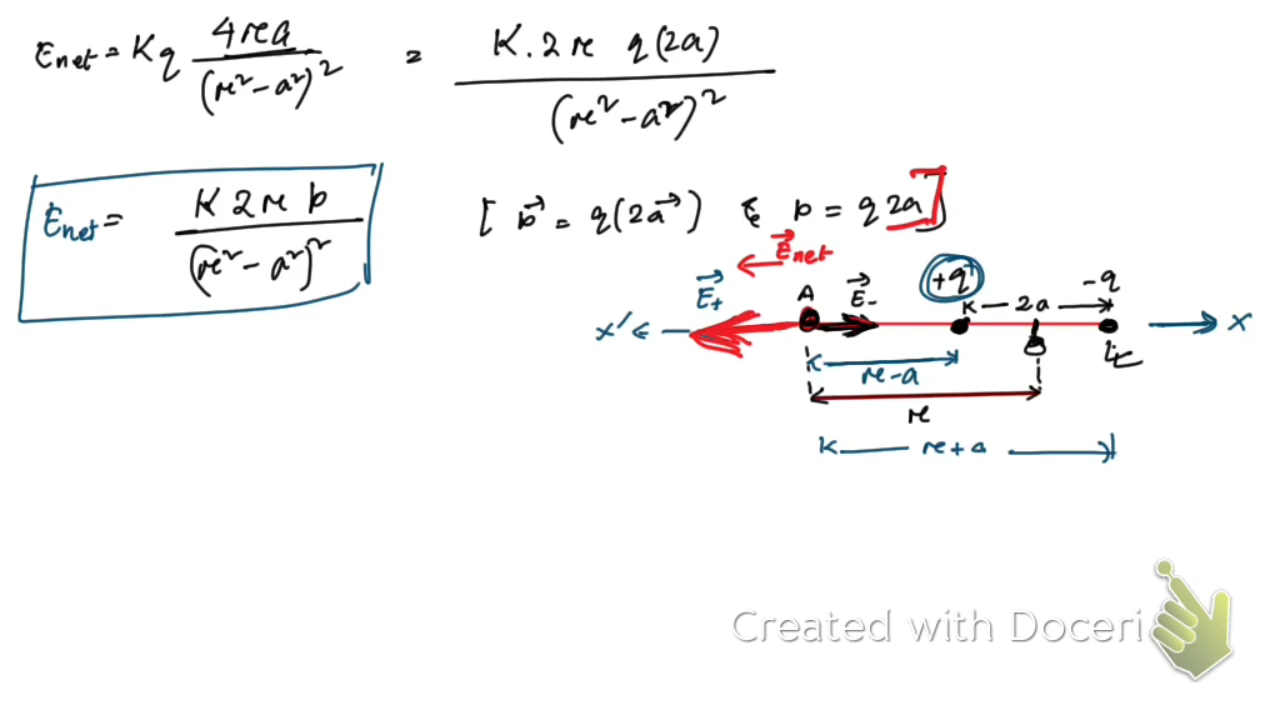 Enet = Kq 4ra/(r² - a²)² = K.2r q(2a)/(r² - a²)²
Enet = K 2r p/(r² - a²)² [ p⃗ = q(2a⃗) & p = q 2a ]
E⃗net
E⃗+ A E⃗- +q⁺ 2a -q
x' x
r-a
r
r+a
Created with Doceri